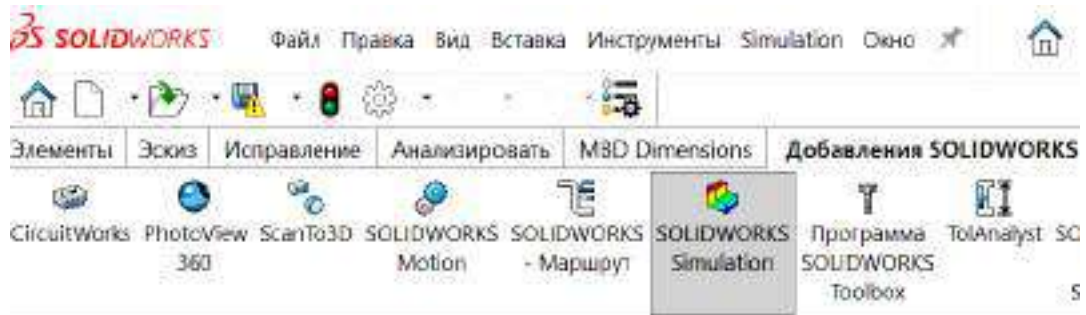 SOLIDWORKS Файл Правка Вид Вставка Инструменты Simulation Окно
Элементы Эскиз Исправление Анализировать MBD Dimensions Добавления SOLIDWORKS
CircuitWorks PhotoView ScanTo3D SOLIDWORKS SOLIDWORKS SOLIDWORKS Программа TolAnalyst
360 Motion - Маршрут Simulation SOLIDWORKS
Toolbox